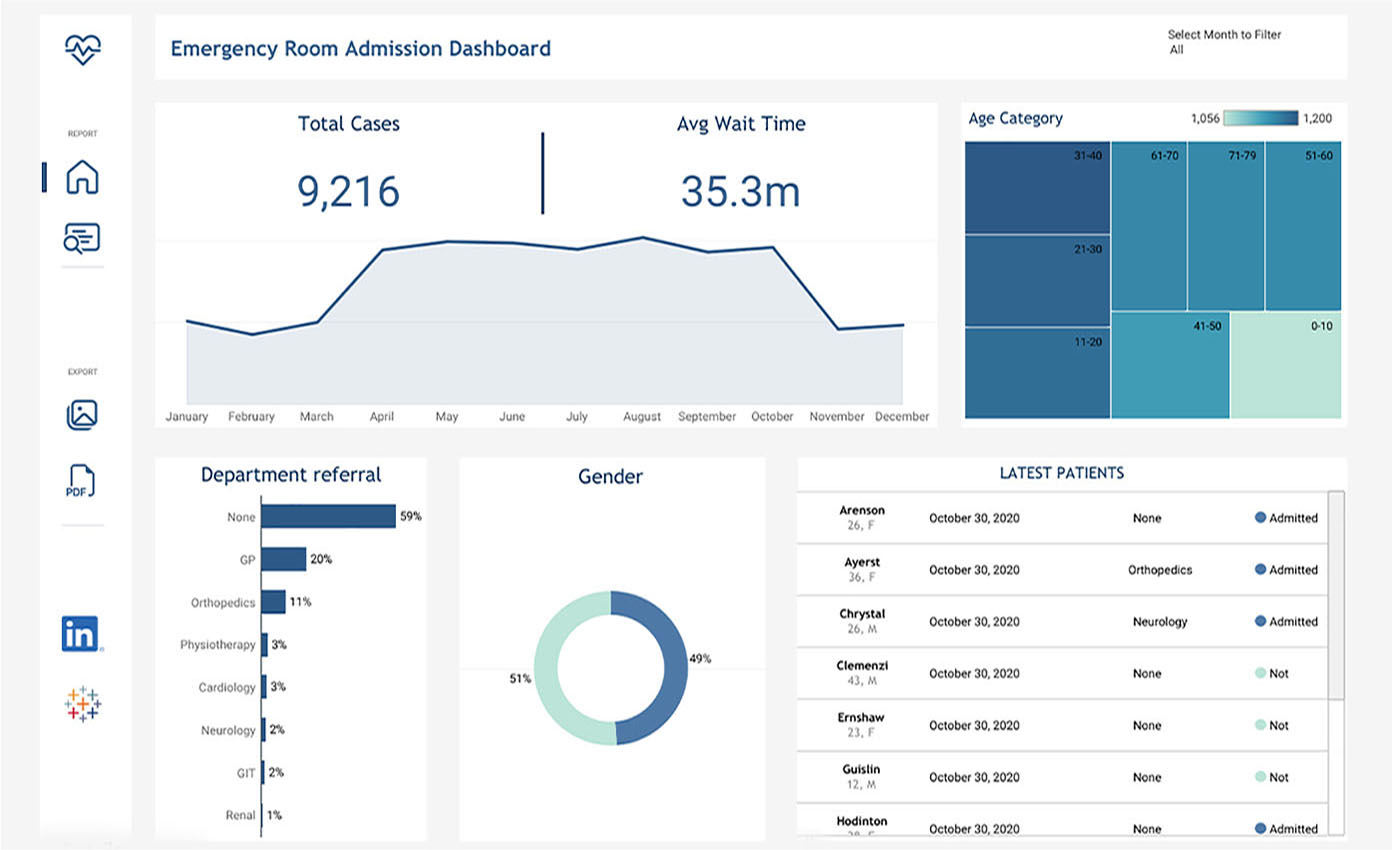 Emergency Room Admission Dashboard
Select Month to Filter
All
REPORT
EXPORT
PDF
in
Total Cases
9,216
Avg Wait Time
35.3m
January February March April May June July August September October November December
Age Category
1,056 1,200
31-40
61-70
71-79
51-60
21-30
11-20
41-50
0-10
Department referral
None 59%
GP 20%
Orthopedics 11%
Physiotherapy 3%
Cardiology 3%
Neurology 2%
GIT 2%
Renal 1%
Gender
49%
51%
LATEST PATIENTS
Arenson
26, F
October 30, 2020 None Admitted
Ayerst
36, F
October 30, 2020 Orthopedics Admitted
Chrystal
26, M
October 30, 2020 Neurology Admitted
Clemenzi
43, M
October 30, 2020 None Not
Ernshaw
23, F
October 30, 2020 None Not
Guislin
12, M
October 30, 2020 None Not
Hodinton
October 30, 2020 None Admitted